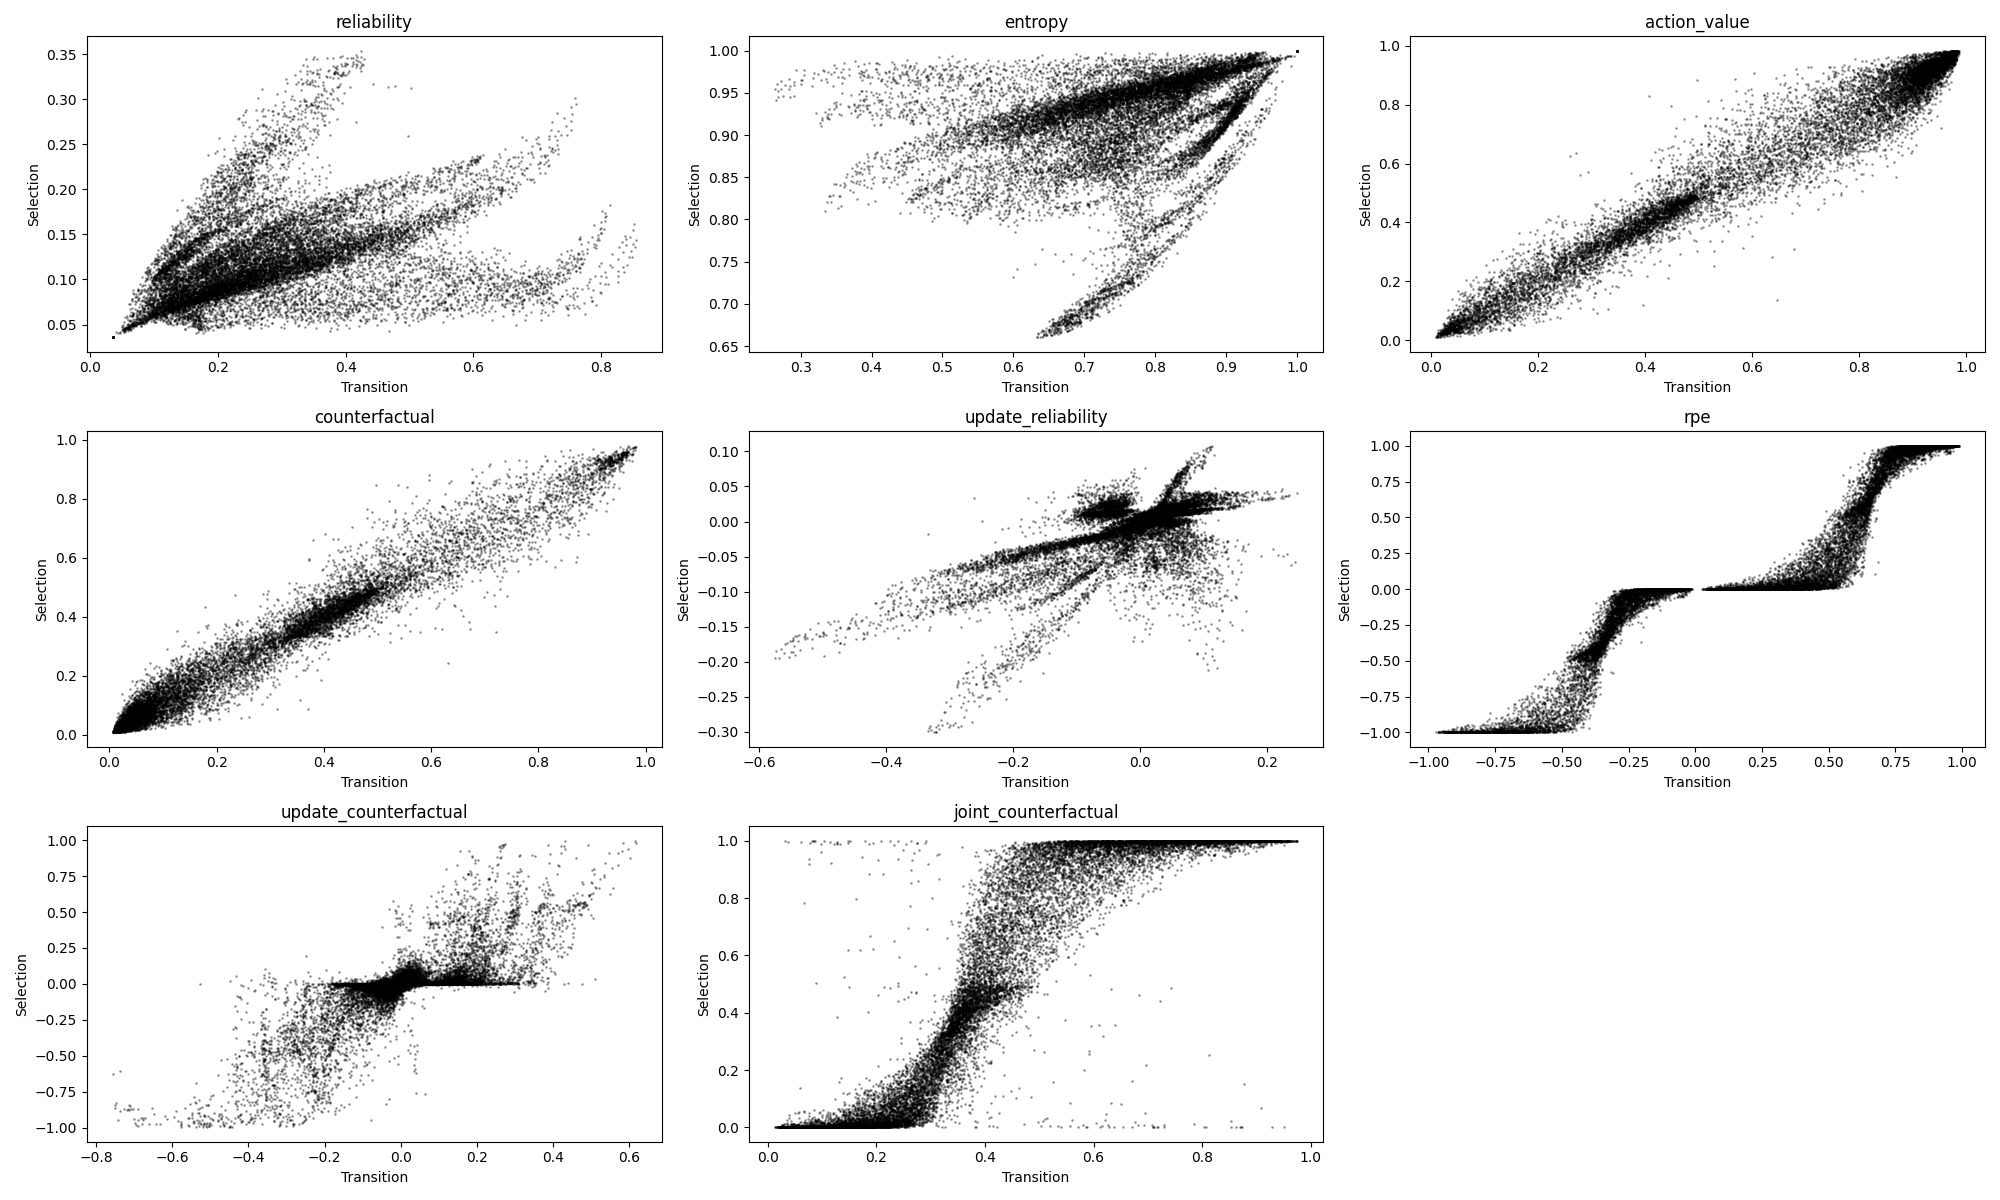 reliability
Selection
0.35
0.30
0.25
0.20
0.15
0.10
0.05
0.0 0.2 0.4 0.6 0.8
Transition
entropy
Selection
1.00
0.95
0.90
0.85
0.80
0.75
0.70
0.65
0.3 0.4 0.5 0.6 0.7 0.8 0.9 1.0
Transition
action_value
Selection
1.0
0.8
0.6
0.4
0.2
0.0
0.0 0.2 0.4 0.6 0.8 1.0
Transition
counterfactual
Selection
1.0
0.8
0.6
0.4
0.2
0.0
0.0 0.2 0.4 0.6 0.8 1.0
Transition
update_reliability
Selection
0.10
0.05
0.00
−0.05
−0.10
−0.15
−0.20
−0.25
−0.30
−0.6 −0.4 −0.2 0.0 0.2
Transition
rpe
Selection
1.00
0.75
0.50
0.25
0.00
−0.25
−0.50
−0.75
−1.00
−1.00 −0.75 −0.50 −0.25 0.00 0.25 0.50 0.75 1.00
Transition
update_counterfactual
Selection
1.00
0.75
0.50
0.25
0.00
−0.25
−0.50
−0.75
−1.00
−0.8 −0.6 −0.4 −0.2 0.0 0.2 0.4 0.6
Transition
joint_counterfactual
Selection
1.0
0.8
0.6
0.4
0.2
0.0
0.0 0.2 0.4 0.6 0.8 1.0
Transition